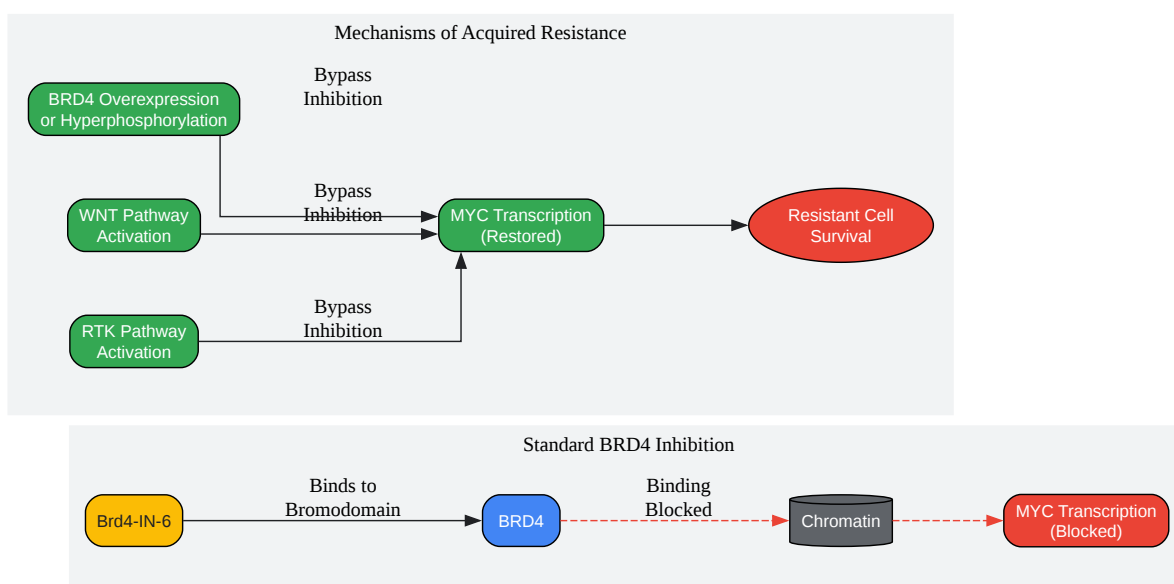 Mechanisms of Acquired Resistance
Bypass
Inhibition
BRD4 Overexpression
or Hyperphosphorylation
Bypass
Inhibition
WNT Pathway
Activation
MYC Transcription
(Restored)
Resistant Cell
Survival
Bypass
Inhibition
RTK Pathway
Activation
Standard BRD4 Inhibition
Brd4-IN-6
Binds to
Bromodomain
BRD4
Binding
Blocked
Chromatin
MYC Transcription
(Blocked)